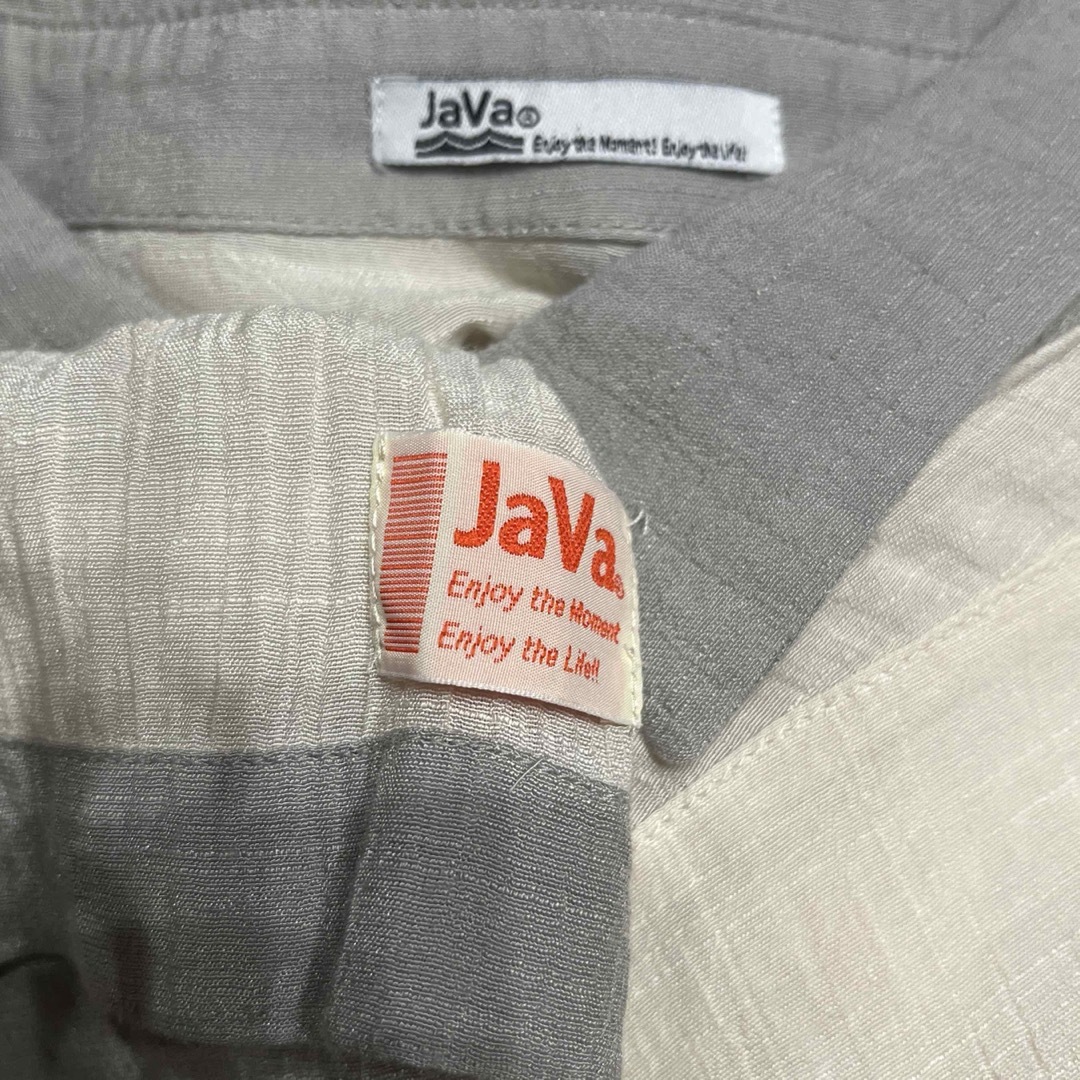 JaVa®
Enjoy the Moment! Enjoy the Life!
JaVa®
Enjoy the Moment
Enjoy the Life!!